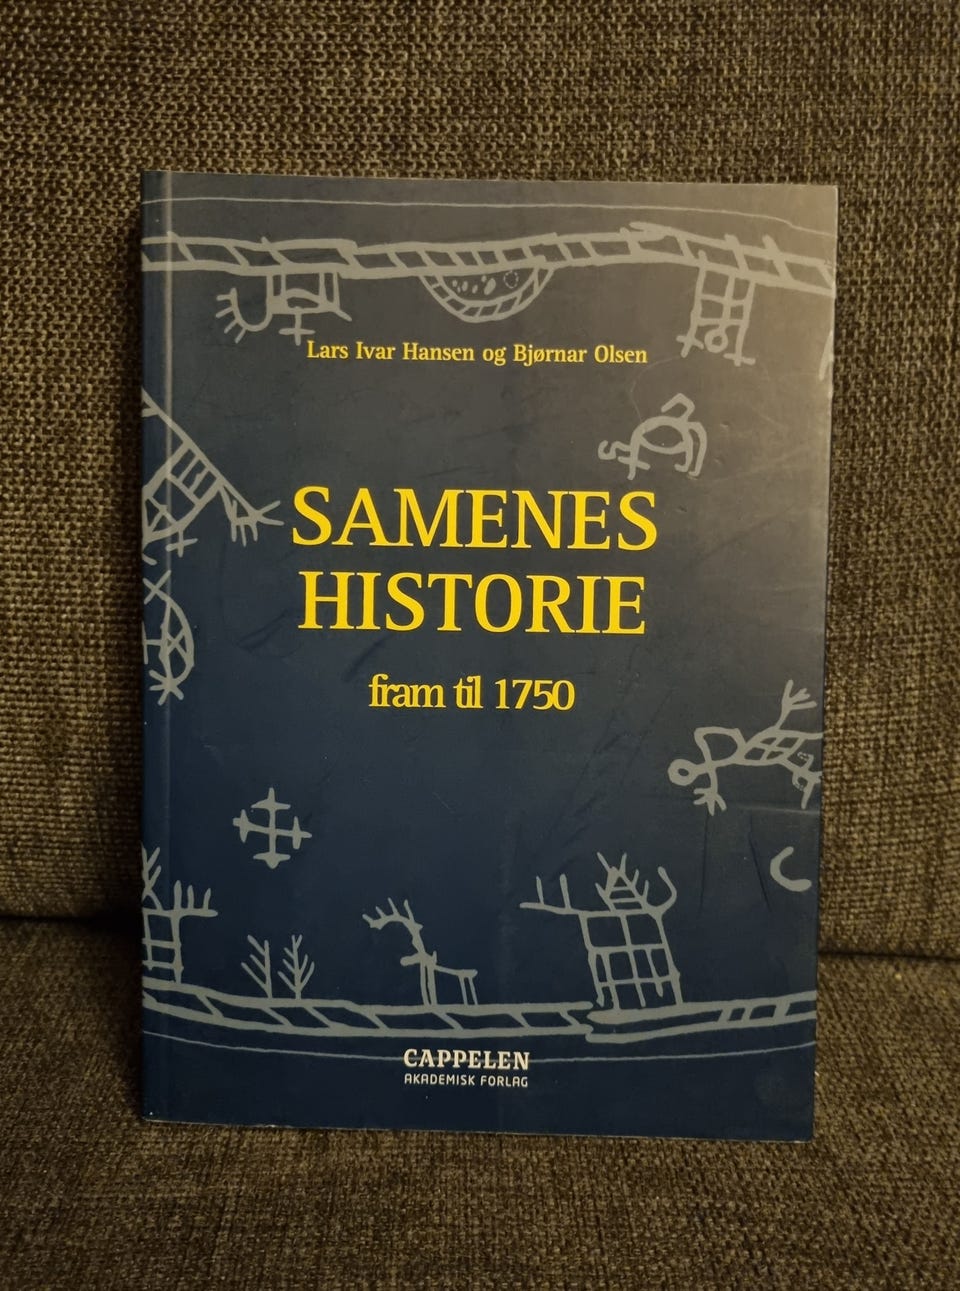 Lars Ivar Hansen og Bjørnar Olsen
SAMENES
HISTORIE
fram til 1750
CAPPELEN
AKADEMISK FORLAG